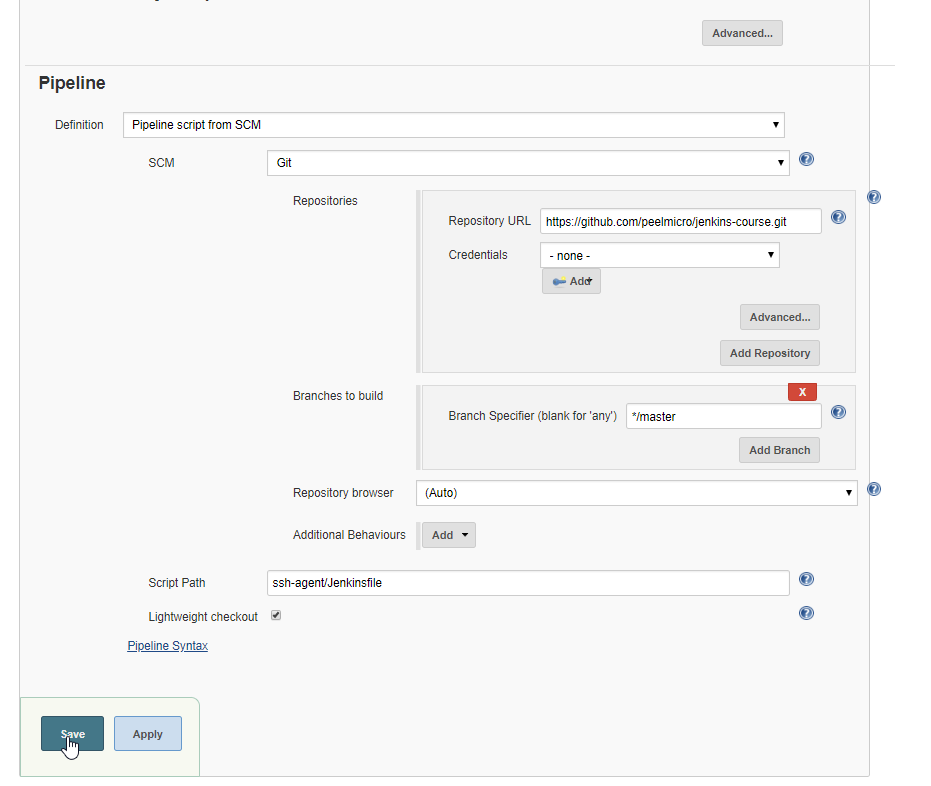 Advanced...
Pipeline
Definition
Pipeline script from SCM
SCM
Git
Repositories
Repository URL
https://github.com/peelmicro/jenkins-course.git
Credentials
- none -
Add
Advanced...
Add Repository
Branches to build
X
Branch Specifier (blank for 'any')
*/master
Add Branch
Repository browser
(Auto)
Additional Behaviours
Add
Script Path
ssh-agent/Jenkinsfile
Lightweight checkout
Pipeline Syntax
Save
Apply